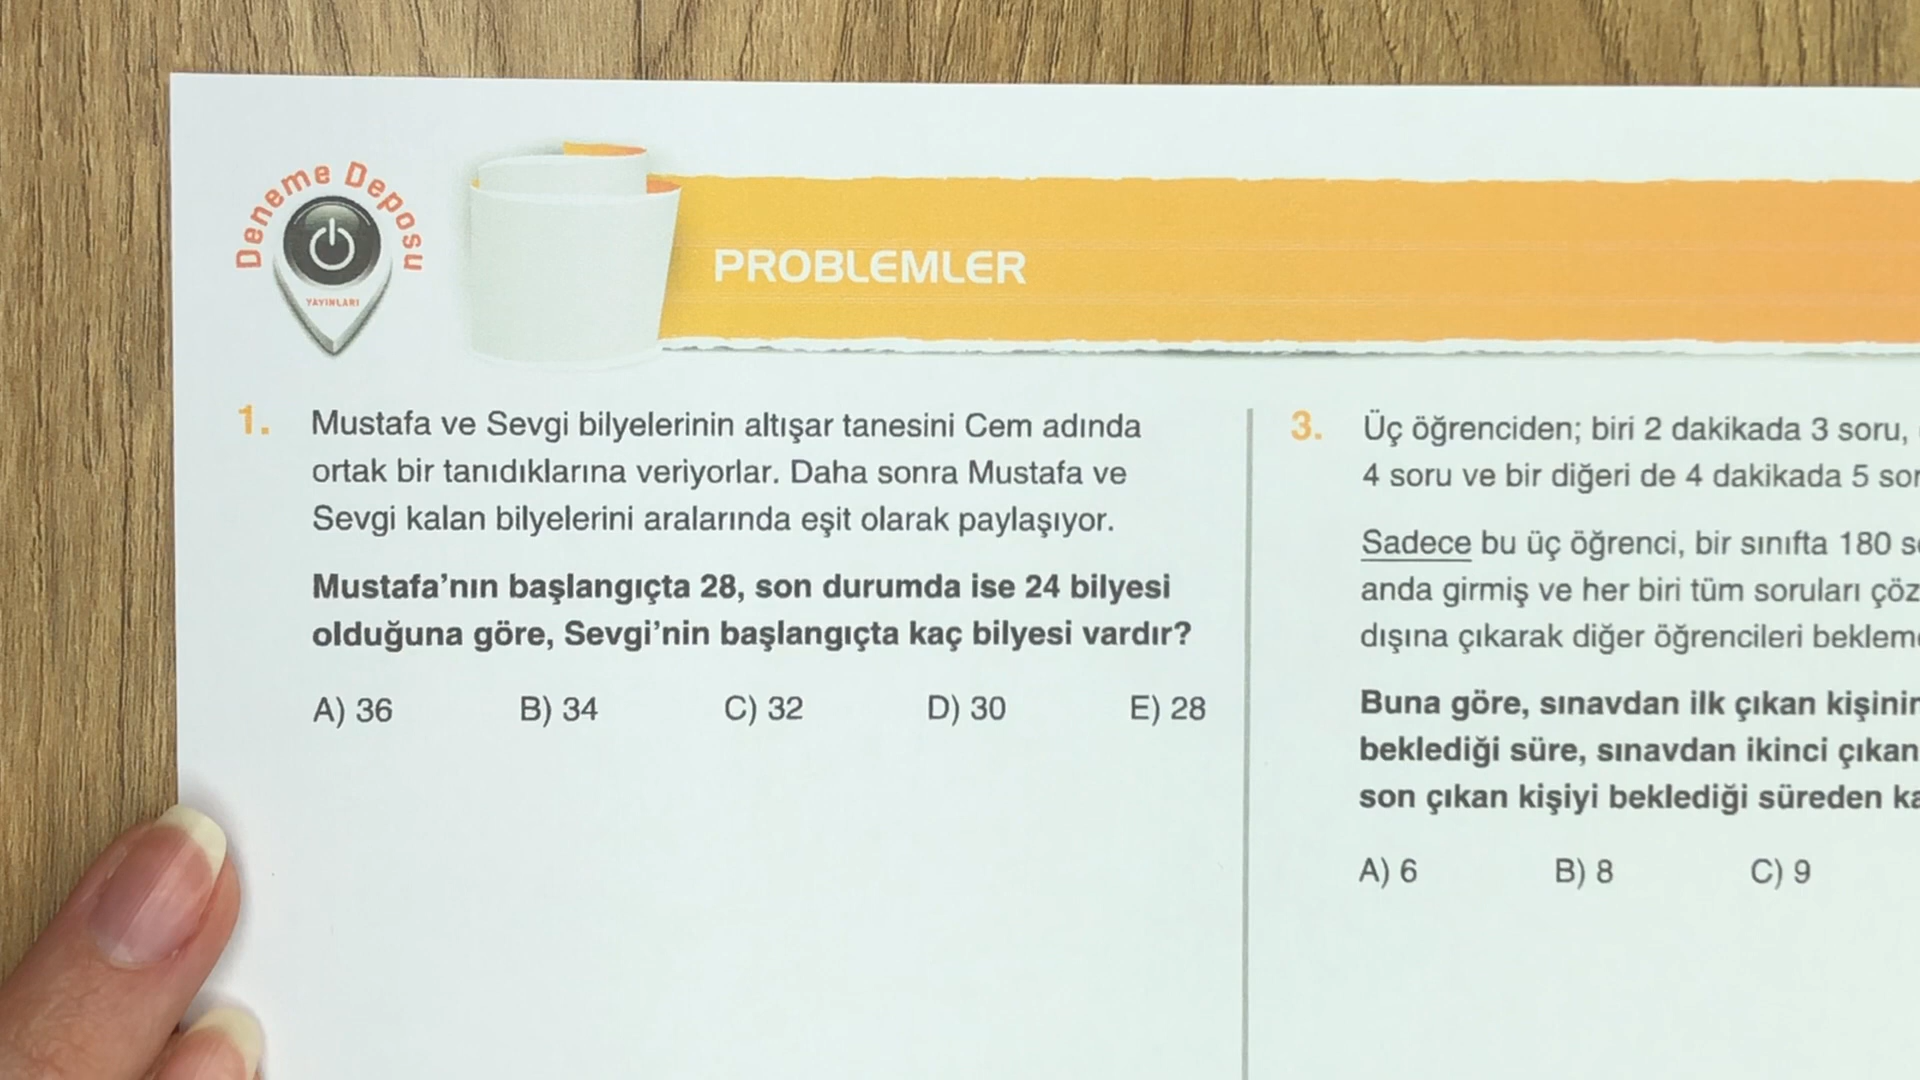 Deneme Deposu
YAYINLARI
PROBLEMLER
1. Mustafa ve Sevgi bilyelerinin altışar tanesini Cem adında
ortak bir tanıdıklarına veriyorlar. Daha sonra Mustafa ve
Sevgi kalan bilyelerini aralarında eşit olarak paylaşıyor.
Mustafa’nın başlangıçta 28, son durumda ise 24 bilyesi
olduğuna göre, Sevgi’nin başlangıçta kaç bilyesi vardır?
A) 36 B) 34 C) 32 D) 30 E) 28
3. Üç öğrenciden; biri 2 dakikada 3 soru,
4 soru ve bir diğeri de 4 dakikada 5
Sadece bu üç öğrenci, bir sınıfta 180
anda girmiş ve her biri tüm soruları
dışına çıkarak diğer öğrencileri
Buna göre, sınavdan ilk çıkan
beklediği süre, sınavdan ikinci çıkan
son çıkan kişiyi beklediği süreden
A) 6 B) 8 C) 9